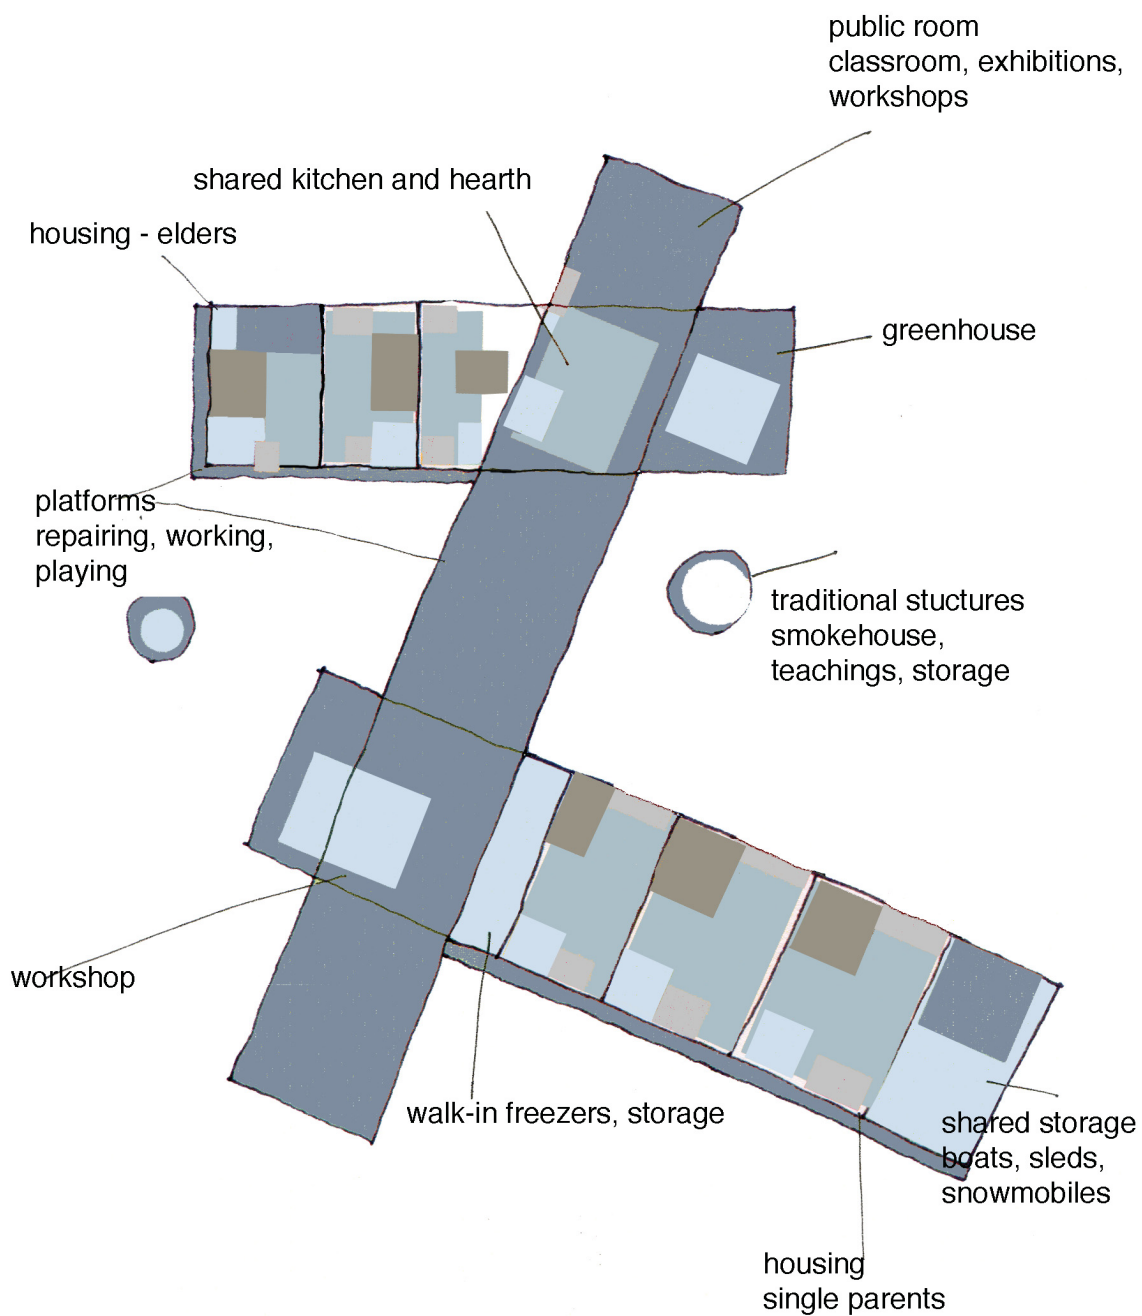 public room
classroom, exhibitions,
workshops
shared kitchen and hearth
housing - elders
greenhouse
platforms
repairing, working,
playing
traditional stuctures
smokehouse,
teachings, storage
workshop
walk-in freezers, storage
shared storage
boats, sleds,
snowmobiles
housing
single parents